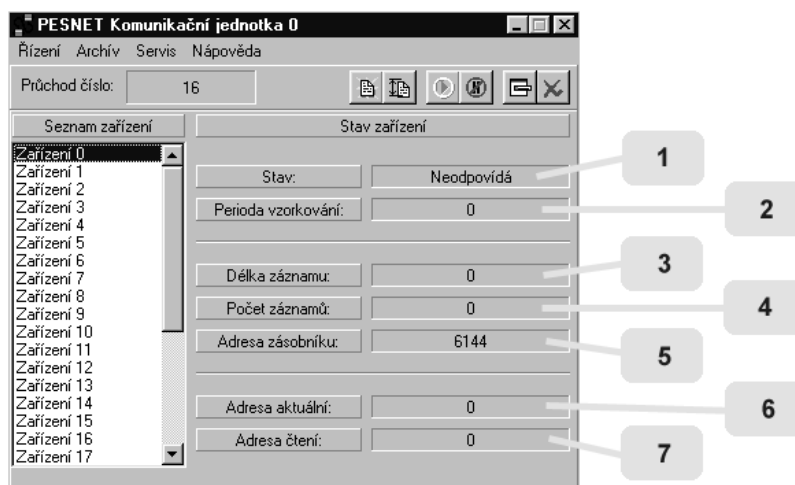 PESNET Komunikační jednotka 0
Řízení Archív Servis Nápověda
Průchod číslo: 16
Seznam zařízení
Stav zařízení
Zařízení 0
Zařízení 1
Zařízení 2
Zařízení 3
Zařízení 4
Zařízení 5
Zařízení 6
Zařízení 7
Zařízení 8
Zařízení 9
Zařízení 10
Zařízení 11
Zařízení 12
Zařízení 13
Zařízení 14
Zařízení 15
Zařízení 16
Zařízení 17
Stav: Neodpovídá 1
Perioda vzorkování: 0 2
Délka záznamu: 0 3
Počet záznamů: 0 4
Adresa zásobníku: 6144 5
Adresa aktuální: 0 6
Adresa čtení: 0 7